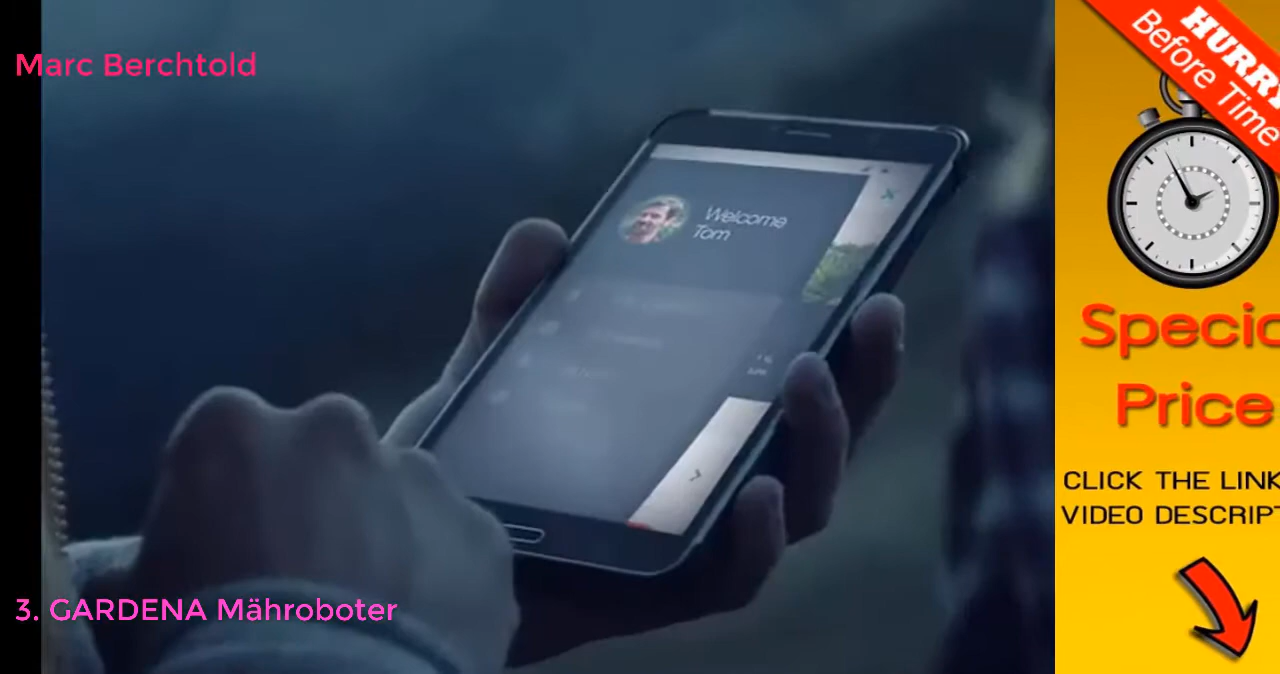 Marc Berchtold
Welcome
Tom
3. GARDENA Mähroboter
HURRY
Before Time
Specia
Price
CLICK THE LINK
VIDEO DESCRIPT